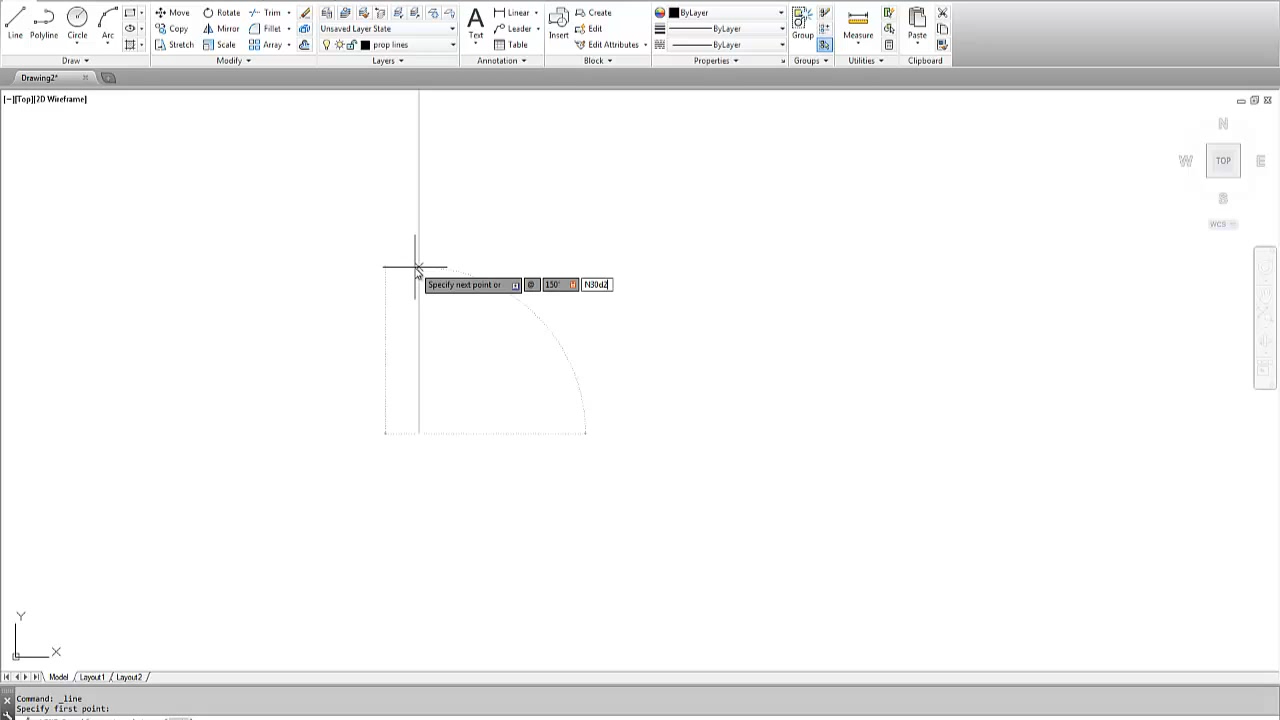 Line
Polyline
Circle
Arc
Move
Copy
Stretch
Rotate
Mirror
Scale
Trim
Fillet
Array
Unsaved Layer State
prop lines
Text
Linear
Leader
Table
Insert
Create
Edit
Edit Attributes
ByLayer
ByLayer
ByLayer
Group
Measure
Paste
Draw
Modify
Layers
Annotation
Block
Properties
Groups
Utilities
Clipboard
Drawing2*
[−][Top][2D Wireframe]
N
W
TOP
E
S
WCS
Specify next point or
@
150'
N30d2
Y
X
Model
Layout1
Layout2
Command: _line
Specify first point: